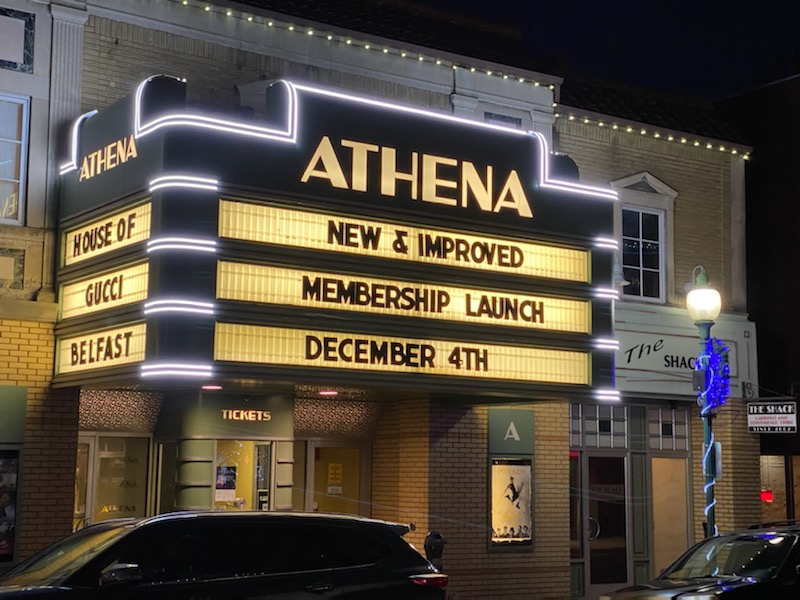 ATHENA
HOUSE OF
GUCCI
BELFAST
ATHENA
NEW & IMPROVED
MEMBERSHIP LAUNCH
DECEMBER 4TH
TICKETS
A
The
SHACK
THE SHACK